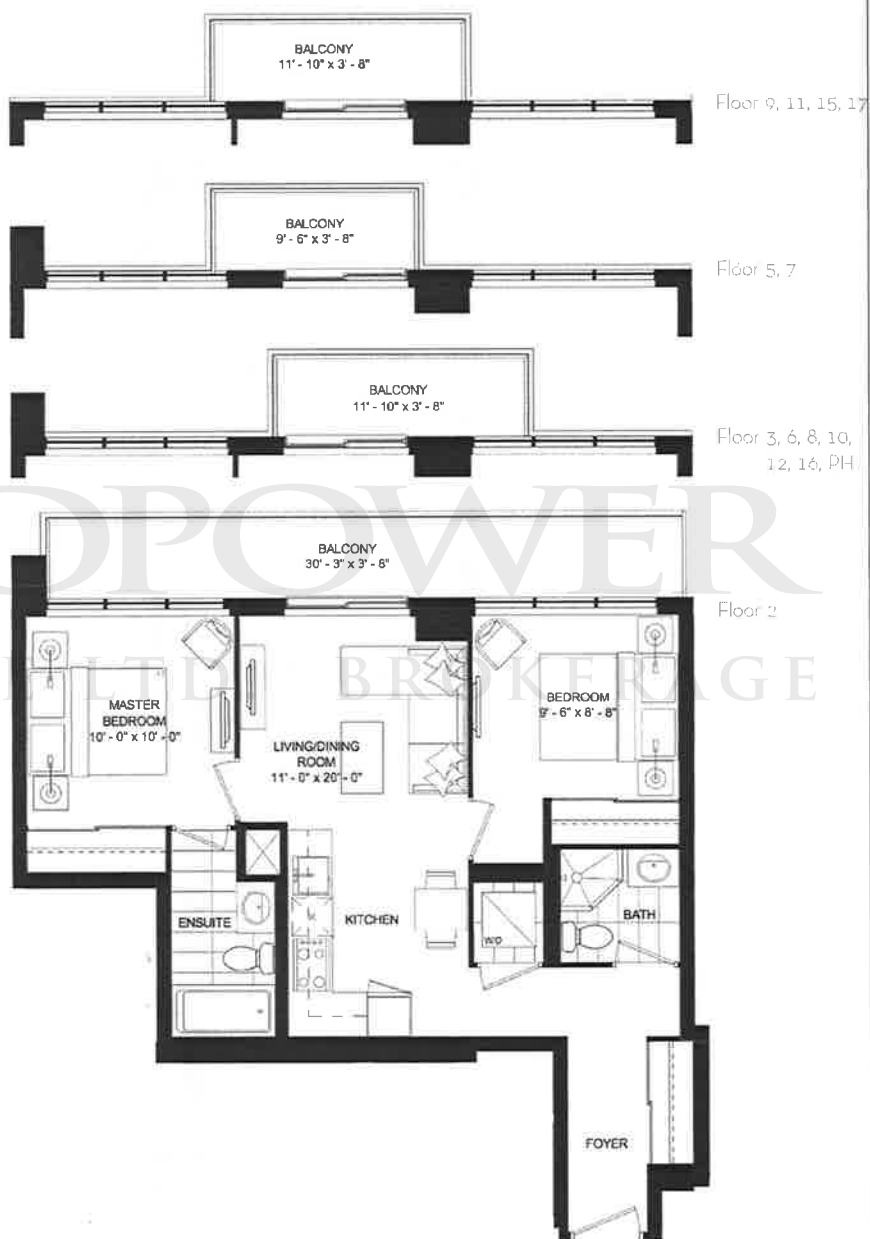 BALCONY
11' - 10" x 3' - 8"
Floor 9, 11, 15, 17
BALCONY
9' - 6" x 3' - 8"
Floor 5, 7
BALCONY
11' - 10" x 3' - 8"
Floor 3, 6, 8, 10,
12, 16, PH
OPOWER
BALCONY
30' - 3" x 3' - 8"
Floor 2
LTD BROKERAGE
MASTER
BEDROOM
10' - 0" x 10' - 0"
BEDROOM
9' - 6" x 8' - 8"
LIVING/DINING
ROOM
11' - 0" x 20' - 0"
ENSUITE
KITCHEN
W/D
BATH
FOYER